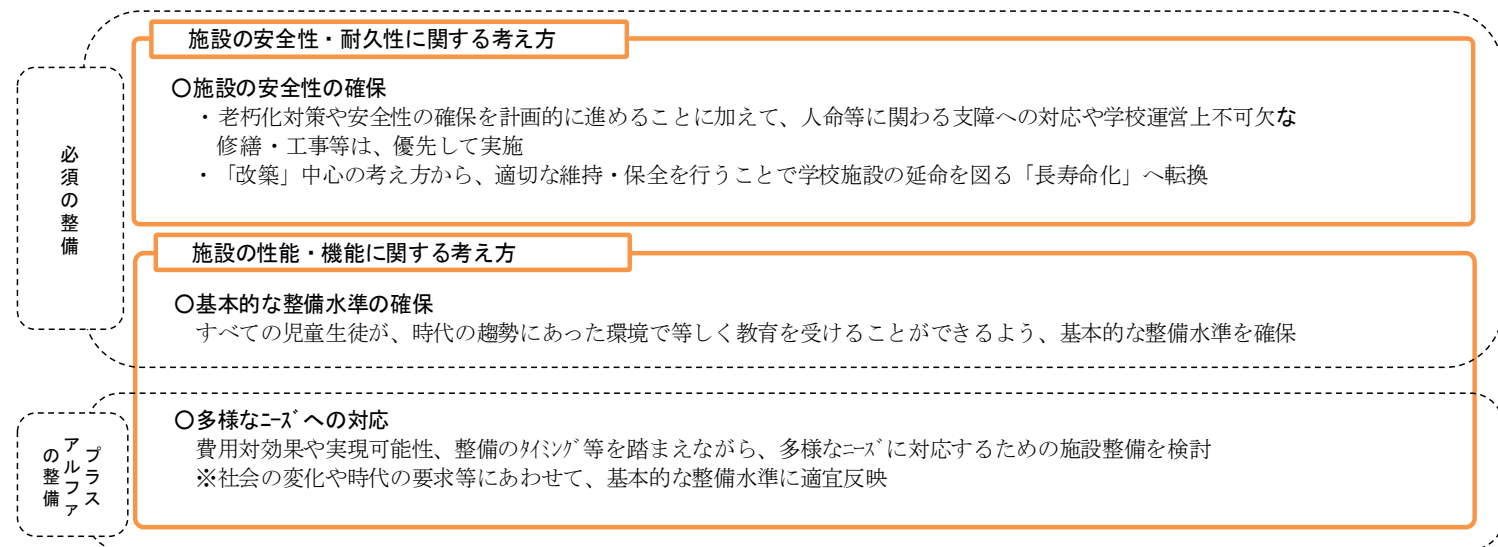 施設の安全性・耐久性に関する考え方
必須の整備
○施設の安全性の確保
・老朽化対策や安全性の確保を計画的に進めることに加えて、人命等に関わる支障への対応や学校運営上不可欠な
修繕・工事等は、優先して実施
・「改築」中心の考え方から、適切な維持・保全を行うことで学校施設の延命を図る「長寿命化」へ転換
施設の性能・機能に関する考え方
○基本的な整備水準の確保
すべての児童生徒が、時代の趨勢にあった環境で等しく教育を受けることができるよう、基本的な整備水準を確保
プラス
アルファ
の整備
○多様なﾆｰｽﾞへの対応
費用対効果や実現可能性、整備のﾀｲﾐﾝｸﾞ等を踏まえながら、多様なﾆｰｽﾞに対応するための施設整備を検討
※社会の変化や時代の要求等にあわせて、基本的な整備水準に適宜反映